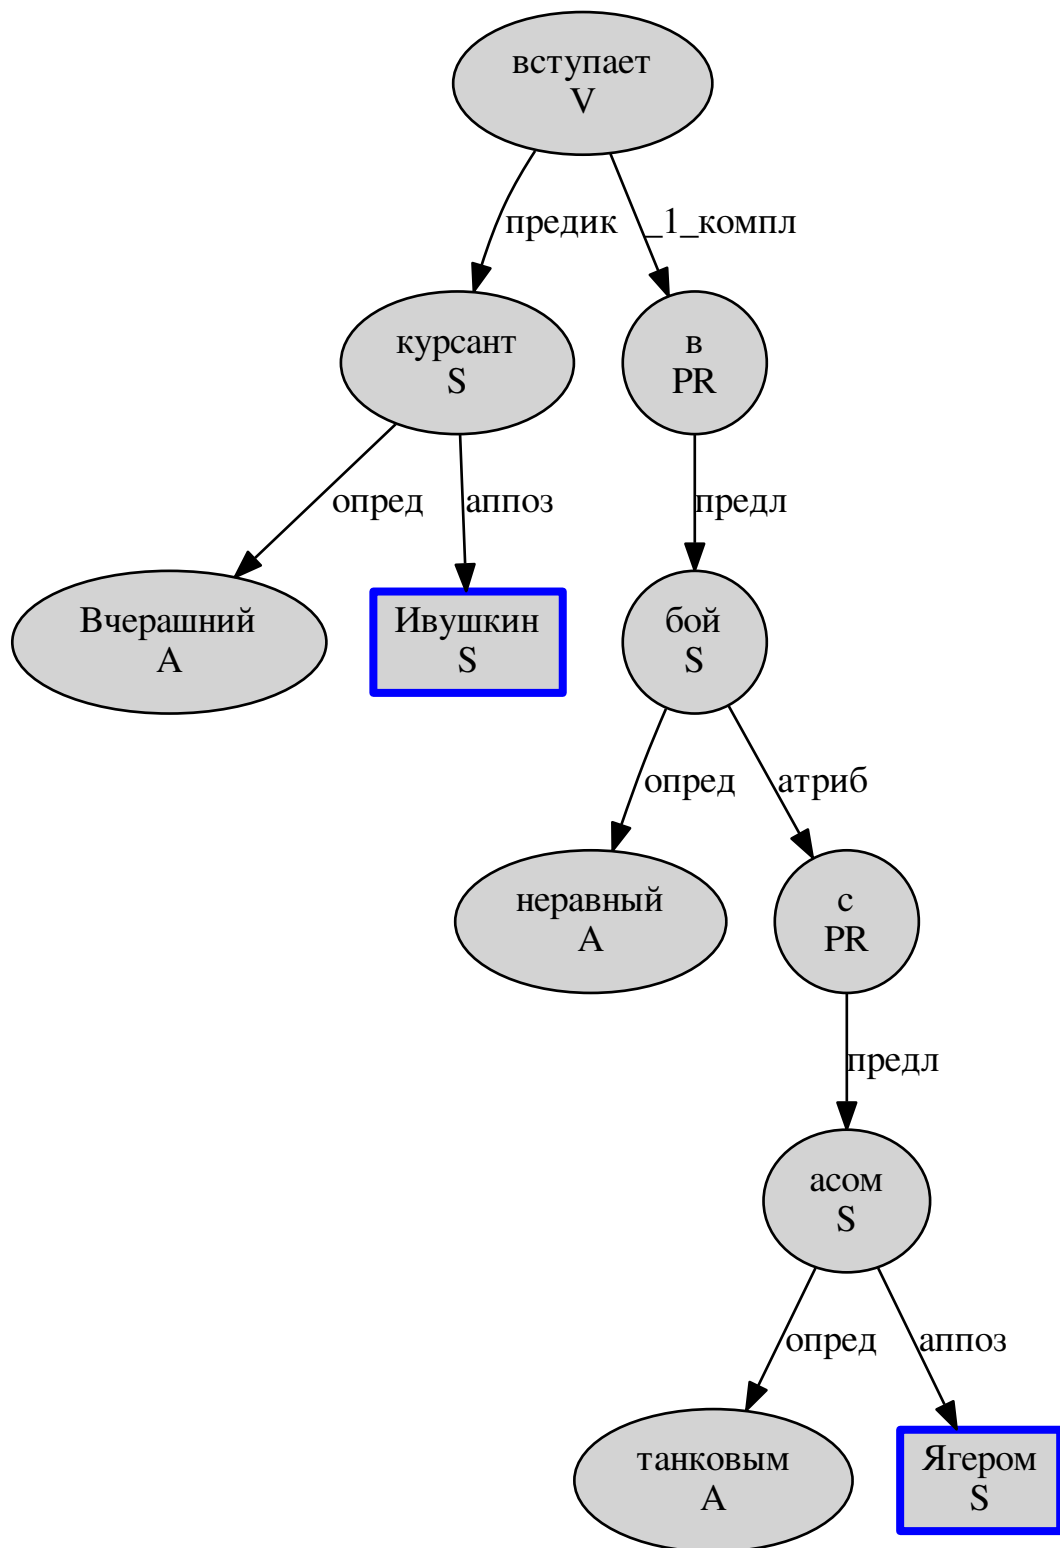 вступает
V
предик
_1_компл
курсант
S
в
PR
опред
аппоз
предл
Вчерашний
A
Ивушкин
S
бой
S
опред
атриб
неравный
A
с
PR
предл
асом
S
опред
аппоз
танковым
A
Ягером
S